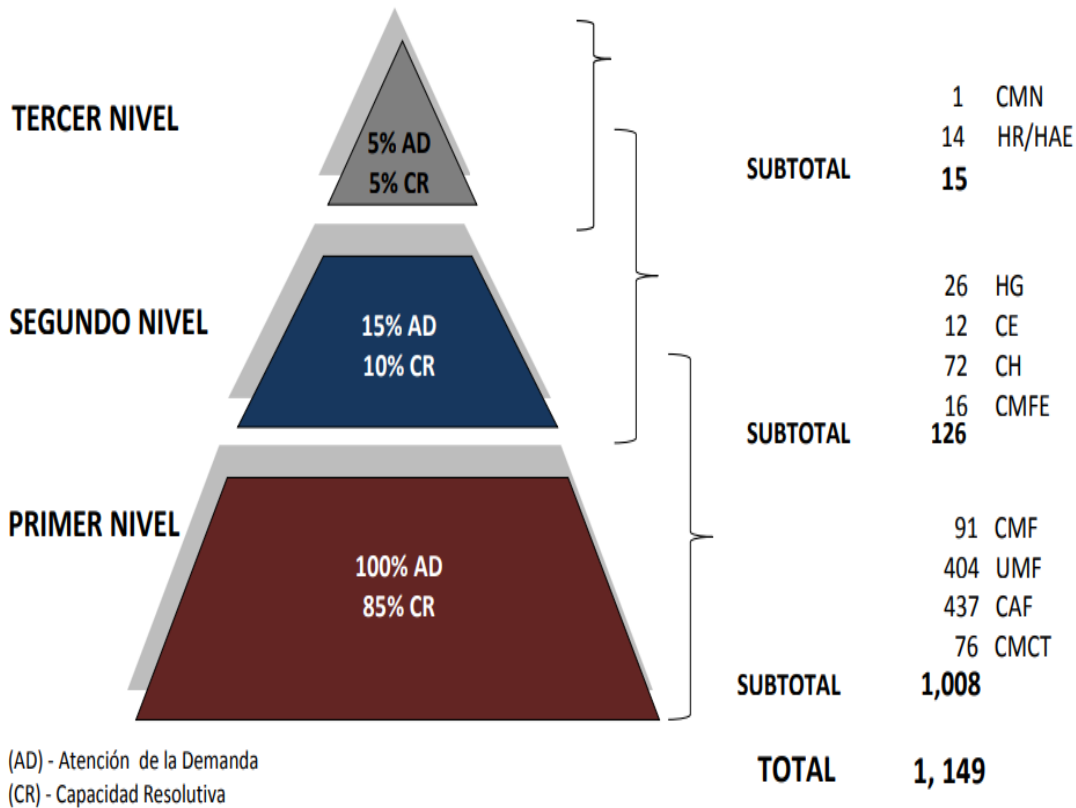 TERCER NIVEL
5% AD
5% CR
1 CMN
14 HR/HAE
SUBTOTAL 15
SEGUNDO NIVEL
15% AD
10% CR
26 HG
12 CE
72 CH
16 CMFE
SUBTOTAL 126
PRIMER NIVEL
100% AD
85% CR
91 CMF
404 UMF
437 CAF
76 CMCT
SUBTOTAL 1,008
(AD) - Atención de la Demanda
(CR) - Capacidad Resolutiva
TOTAL 1, 149